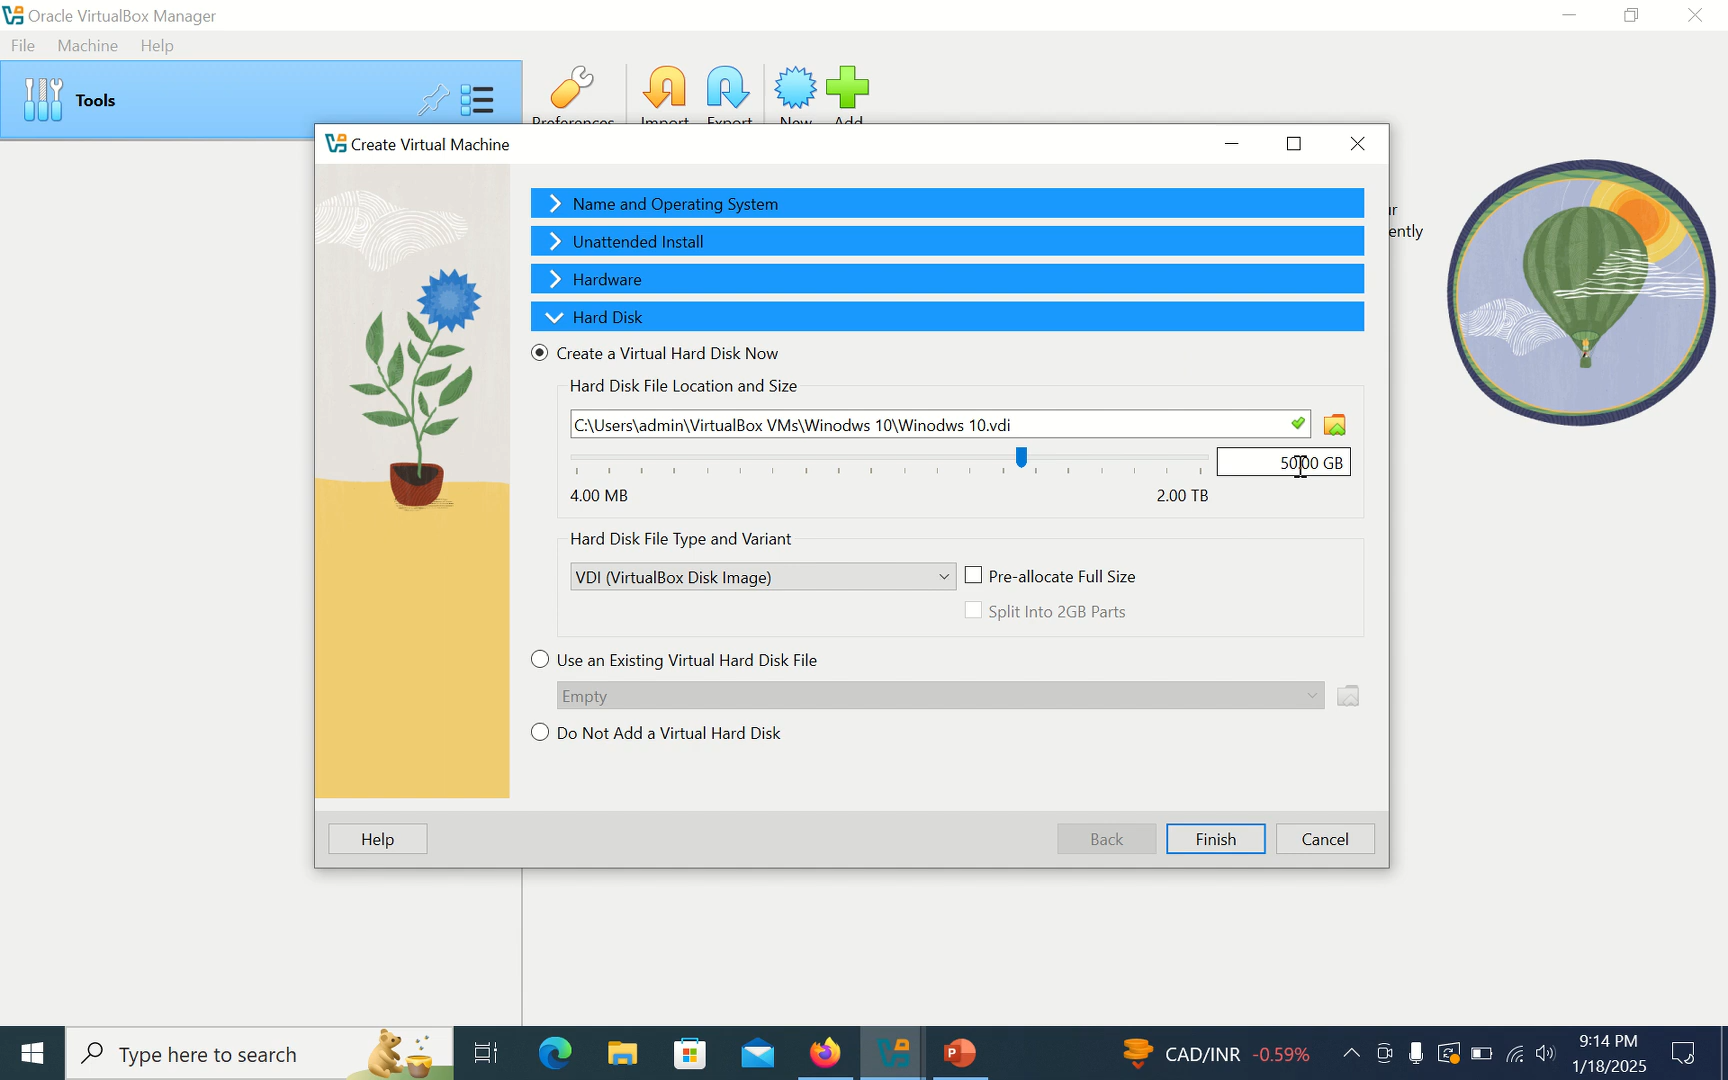 Oracle VirtualBox Manager
File Machine Help
Tools
Preferences Import Export New Add
Create Virtual Machine
Name and Operating System
ur
Unattended Install
ently
Hardware
Hard Disk
Create a Virtual Hard Disk Now
Hard Disk File Location and Size
C:\Users\admin\VirtualBox VMs\Winodws 10\Winodws 10.vdi
50.00 GB
4.00 MB 2.00 TB
Hard Disk File Type and Variant
VDI (VirtualBox Disk Image) Pre-allocate Full Size
Split Into 2GB Parts
Use an Existing Virtual Hard Disk File
Empty
Do Not Add a Virtual Hard Disk
Help Back Finish Cancel
Type here to search CAD/INR -0.59% 9:14 PM
1/18/2025